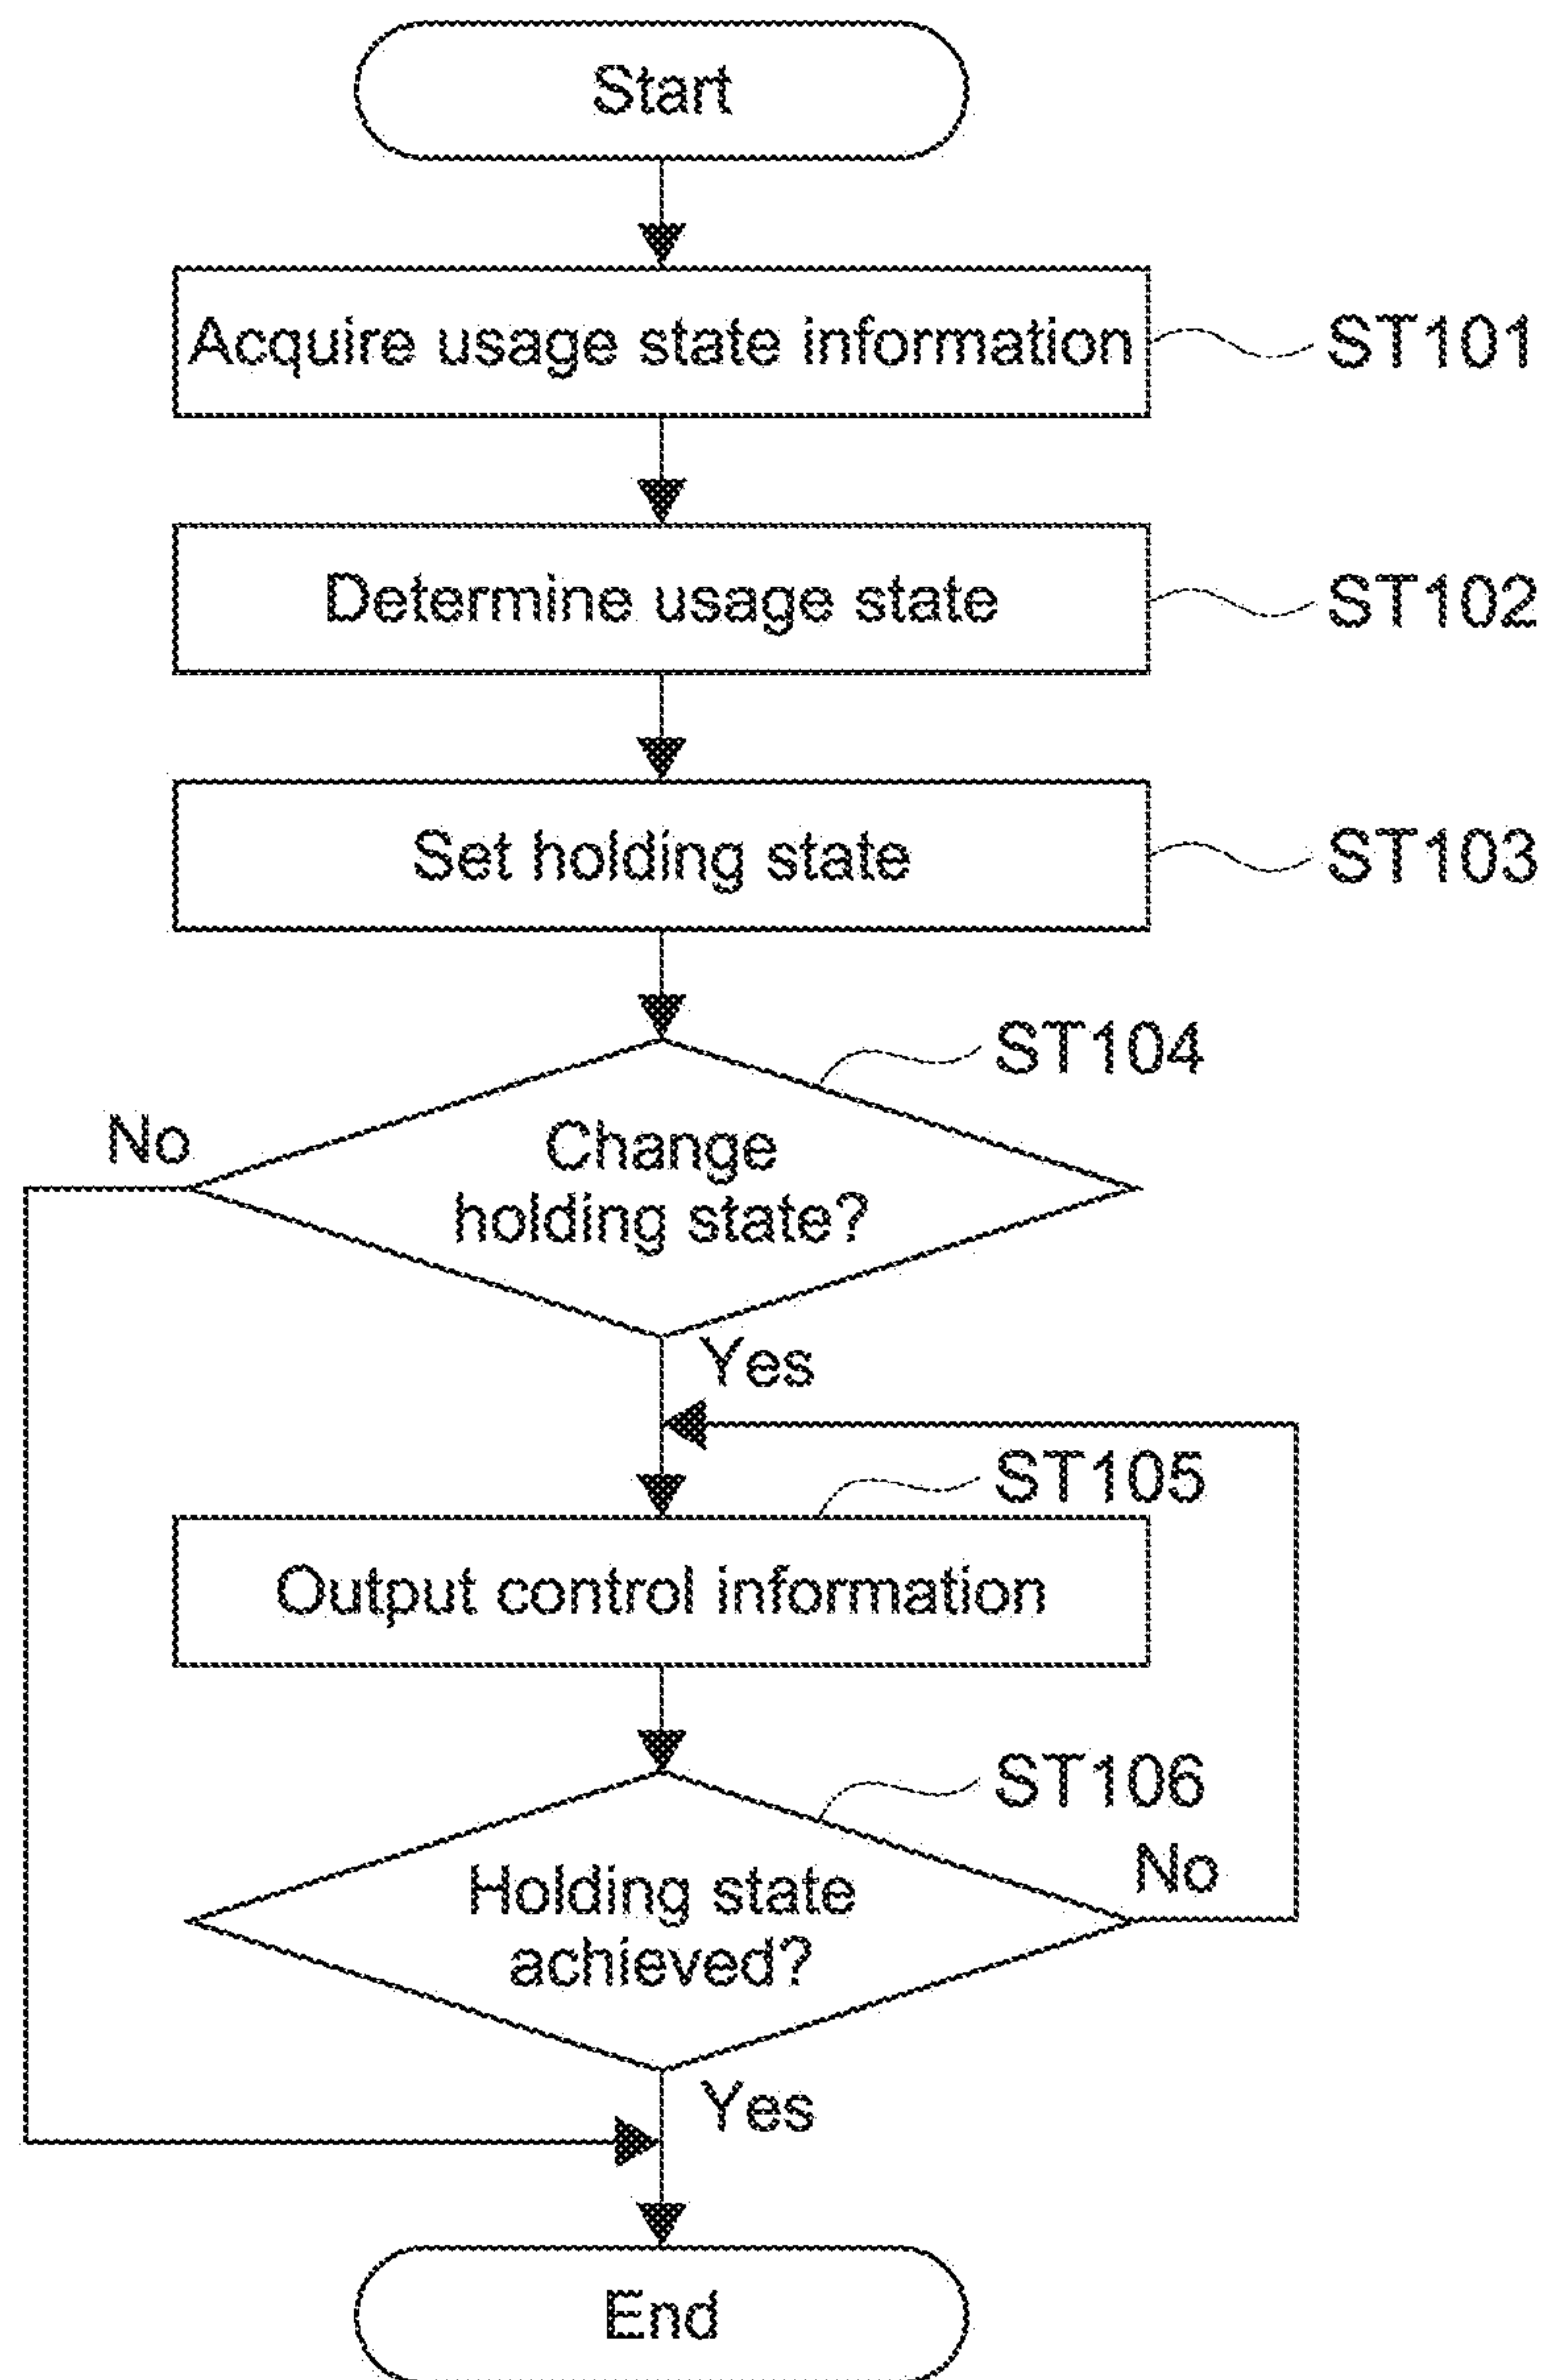 Start
Acquire usage state information
ST101
Determine usage state
ST102
Set holding state
ST103
ST104
No
Change
holding state?
Yes
ST105
Output control information
ST106
No
Holding state
achieved?
Yes
End